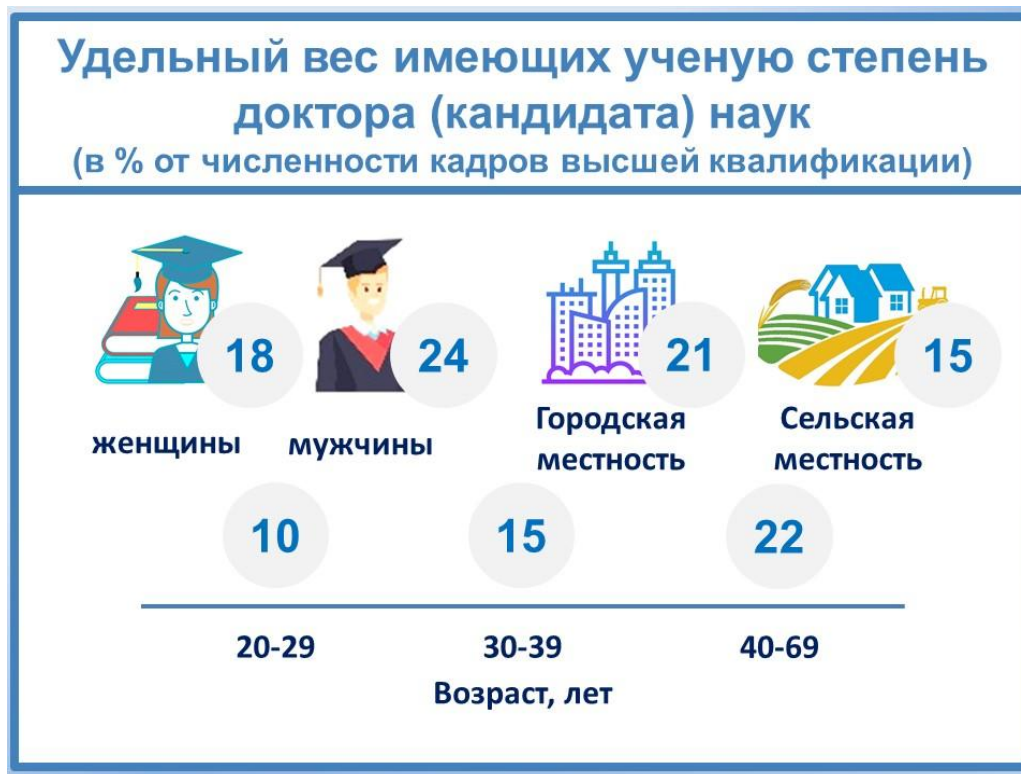 Удельный вес имеющих ученую степень
доктора (кандидата) наук
(в % от численности кадров высшей квалификации)
18
24
21
15
женщины
мужчины
Городская
местность
Сельская
местность
10
15
22
20-29
30-39
40-69
Возраст, лет